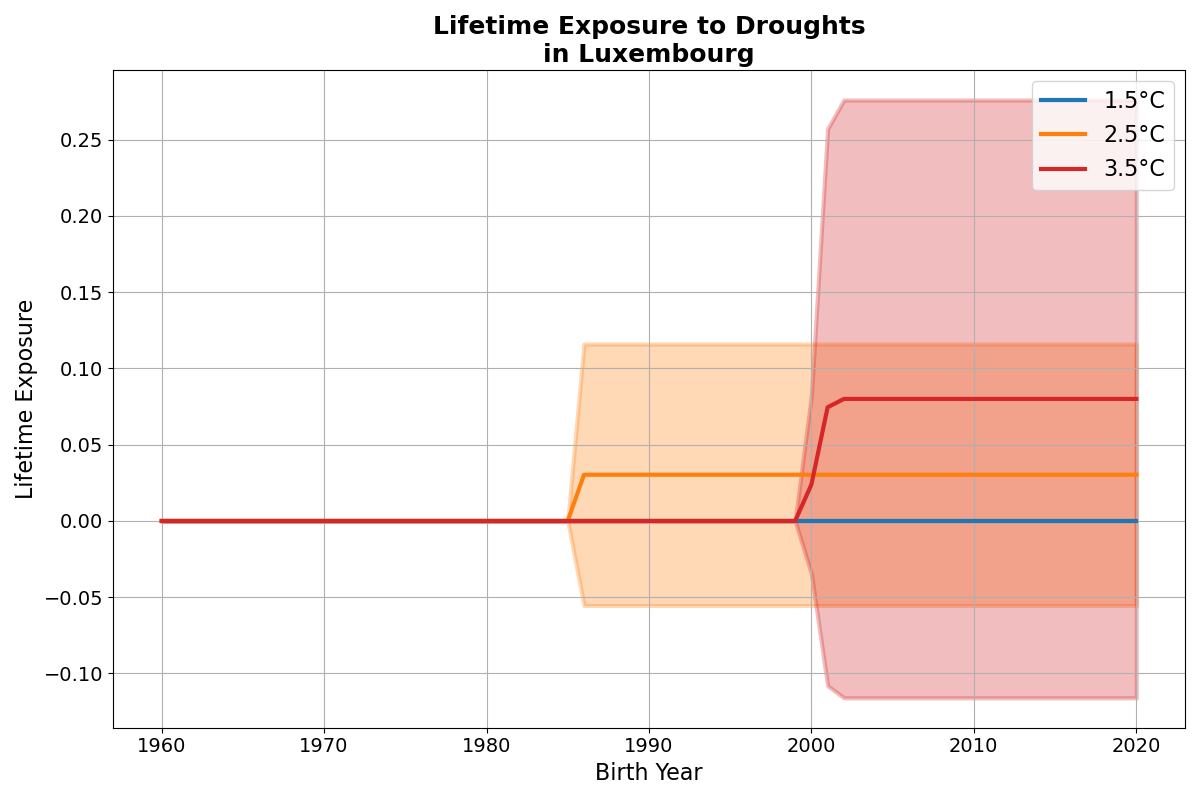 Lifetime Exposure to Droughts
in Luxembourg
1.5°C
2.5°C
3.5°C
Lifetime Exposure
0.25
0.20
0.15
0.10
0.05
0.00
−0.05
−0.10
1960 1970 1980 1990 2000 2010 2020
Birth Year